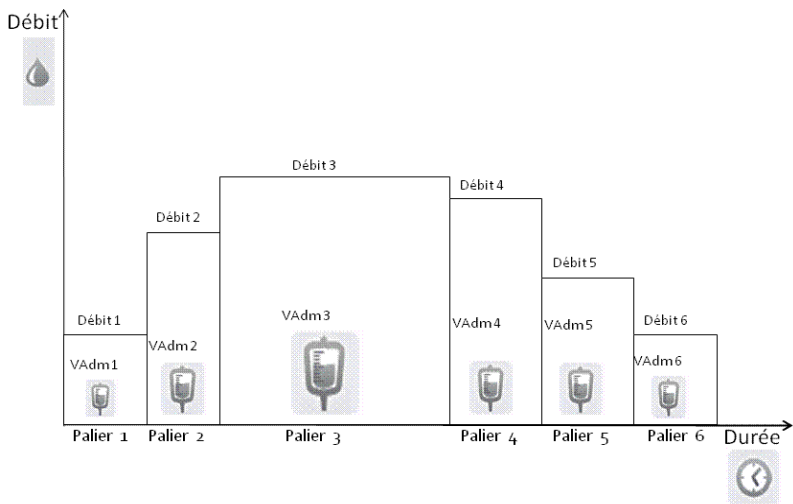 Débit
Débit 3
Débit 4
Débit 2
Débit 5
Débit 1
Débit 6
VAdm3
VAdm4
VAdm5
VAdm2
VAdm1
VAdm6
Palier 1
Palier 2
Palier 3
Palier 4
Palier 5
Palier 6
Durée